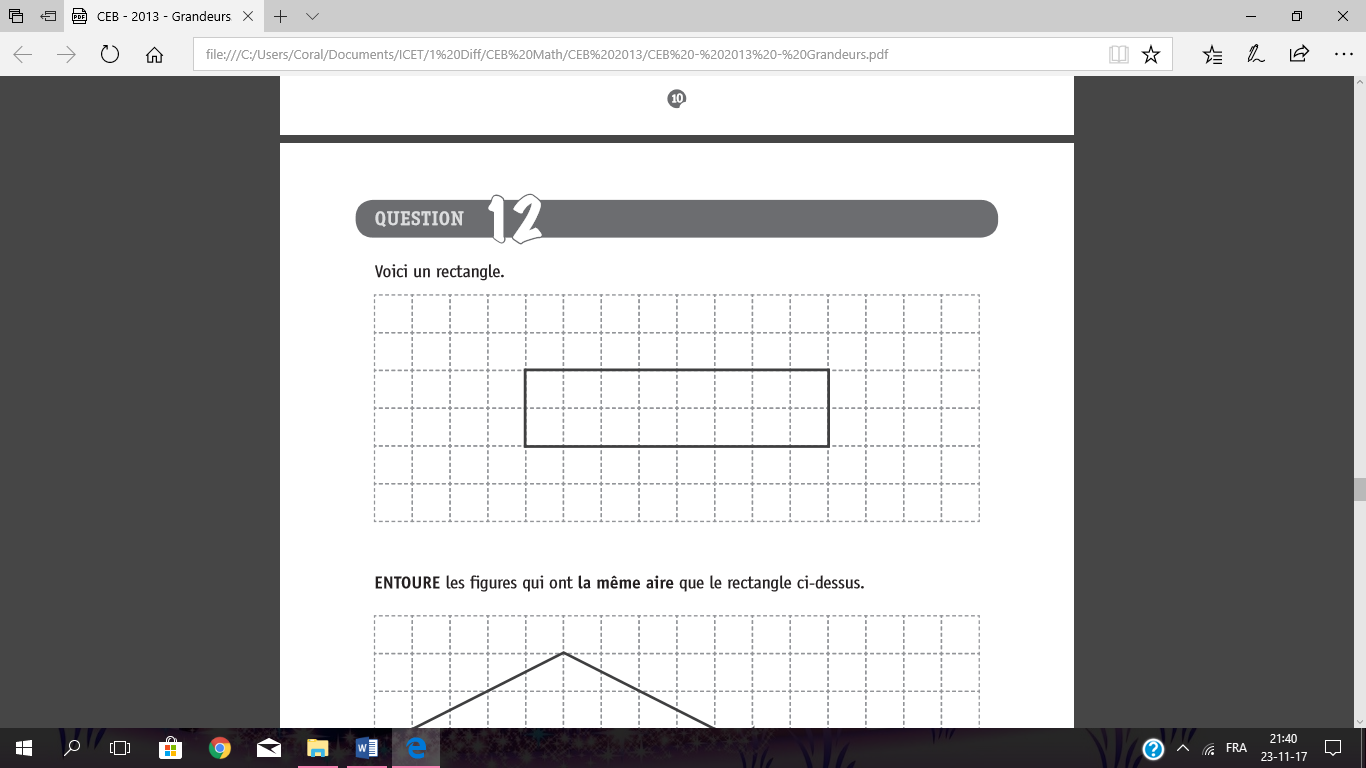 CEB - 2013 - Grandeurs
file:///C:/Users/Coral/Documents/ICET/1%20Diff/CEB%20Math/CEB%202013/CEB%20-%202013%20-%20Grandeurs.pdf
10
QUESTION 12
Voici un rectangle.
ENTOURE les figures qui ont la même aire que le rectangle ci-dessus.
FRA
21:40
23-11-17